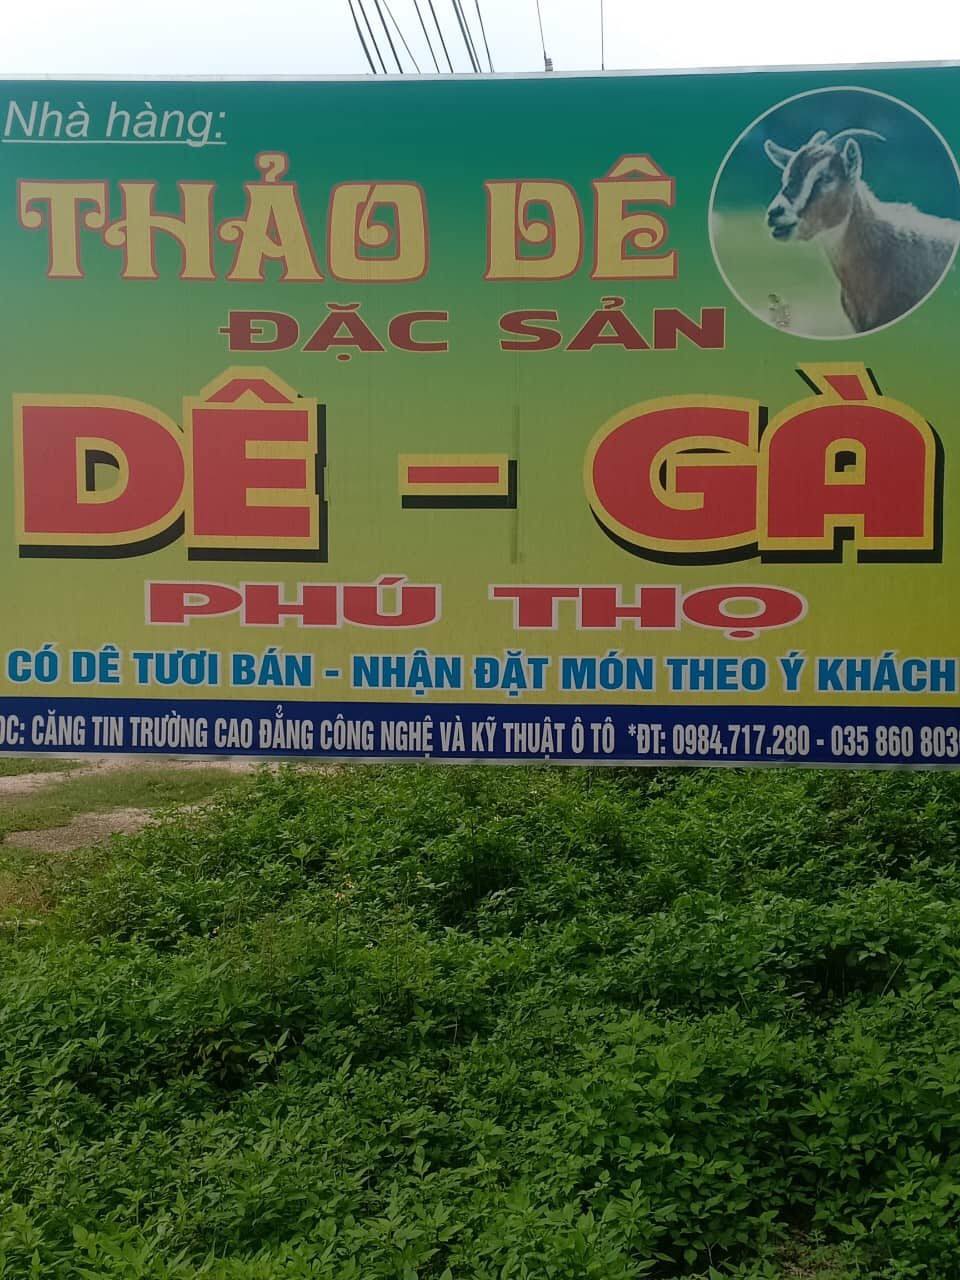 Nhà hàng:
THẢO DÊ
ĐẶC SẢN
DÊ - GÀ
PHÚ THỌ
CÓ DÊ TƯƠI BÁN - NHẬN ĐẶT MÓN THEO Ý KHÁCH
ĐC: CĂNG TIN TRƯỜNG CAO ĐẲNG CÔNG NGHỆ VÀ KỸ THUẬT Ô TÔ *ĐT: 0984.717.280 - 035 860 803